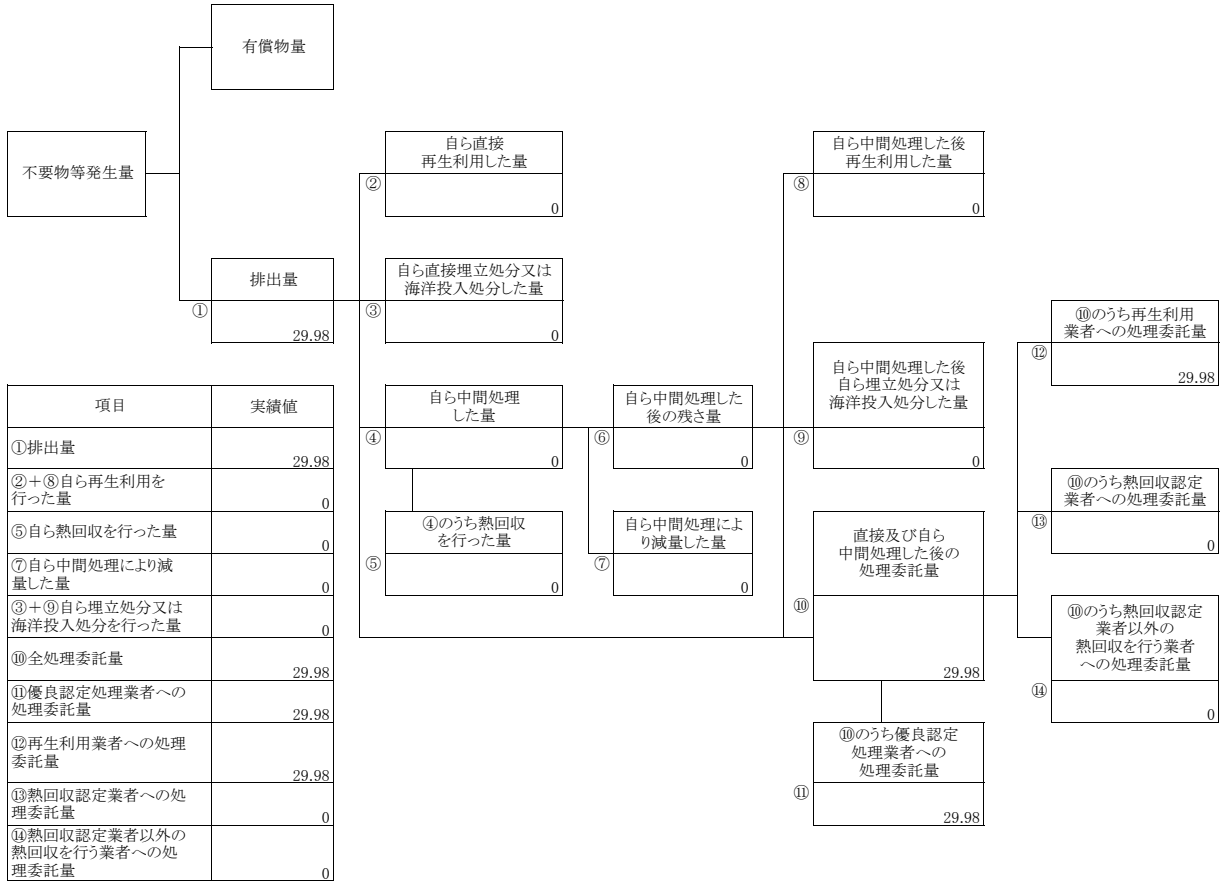 有償物量
不要物等発生量
自ら直接
再生利用した量
②
0
自ら中間処理した後
再生利用した量
⑧
0
排出量
①
29.98
自ら直接埋立処分又は
海洋投入処分した量
③
0
⑩のうち再生利用
業者への処理委託量
⑫
29.98
自ら中間処理
した量
④
0
自ら中間処理した
後の残さ量
⑥
0
自ら中間処理した後
自ら埋立処分又は
海洋投入処分した量
⑨
0
⑩のうち熱回収認定
業者への処理委託量
⑬
0
④のうち熱回収
を行った量
⑤
0
自ら中間処理によ
り減量した量
⑦
0
直接及び自ら
中間処理した後の
処理委託量
⑩
29.98
⑩のうち熱回収認定
業者以外の
熱回収を行う業者
への処理委託量
⑭
0
⑩のうち優良認定
処理業者への
処理委託量
⑪
29.98
項目 実績値
①排出量 29.98
②＋⑧自ら再生利用を
行った量 0
⑤自ら熱回収を行った量 0
⑦自ら中間処理により減
量した量 0
③＋⑨自ら埋立処分又は
海洋投入処分を行った量 0
⑩全処理委託量 29.98
⑪優良認定処理業者への
処理委託量 29.98
⑫再生利用業者への処理
委託量 29.98
⑬熱回収認定業者への処
理委託量 0
⑭熱回収認定業者以外の
熱回収を行う業者への処
理委託量 0